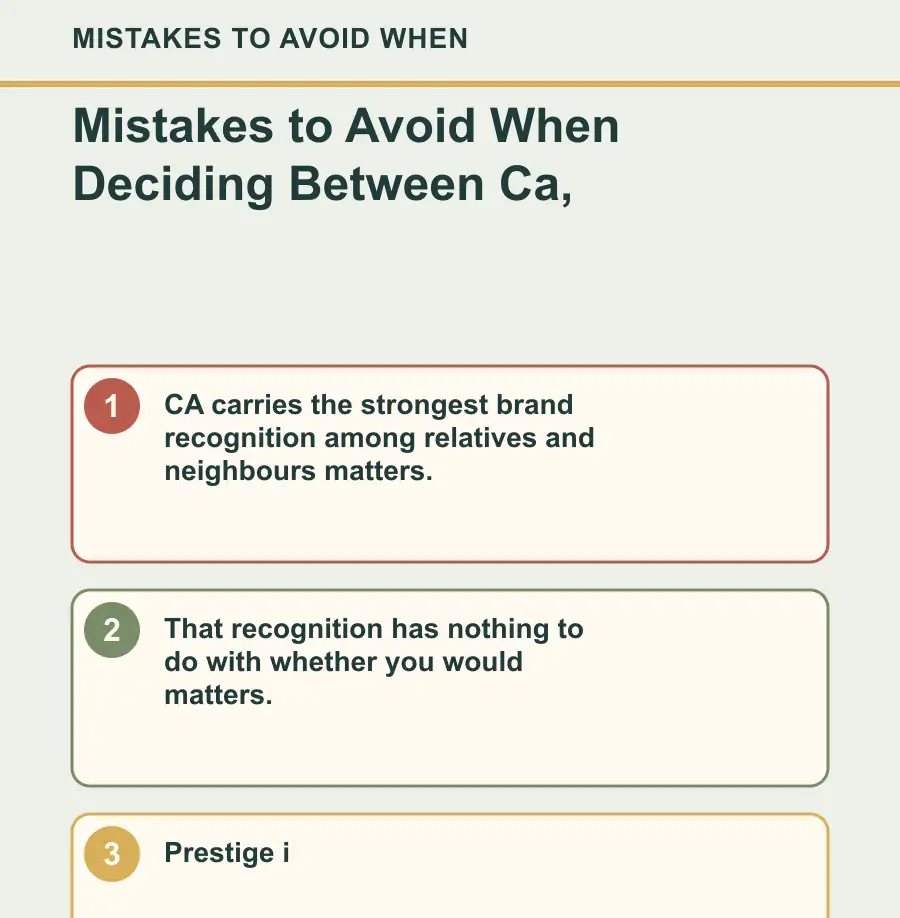 MISTAKES TO AVOID WHEN
Mistakes to Avoid When
Deciding Between Ca,
1
CA carries the strongest brand
recognition among relatives and
neighbours matters.
2
That recognition has nothing to
do with whether you would
matters.
3
Prestige i